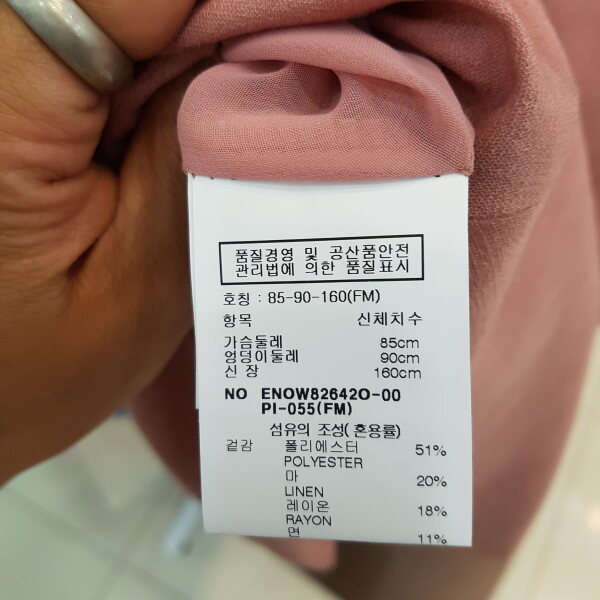 품질경영 및 공산품안전
관리법에 의한 품질표시
호칭 : 85-90-160(FM)
항목 신체치수
가슴둘레 85cm
엉덩이둘레 90cm
신 장 160cm
NO ENOW82642O-00
PI-055(FM)
섬유의 조성(혼용률)
겉감 폴리에스터 51%
POLYESTER
마 20%
LINEN
레이온 18%
RAYON
면 11%